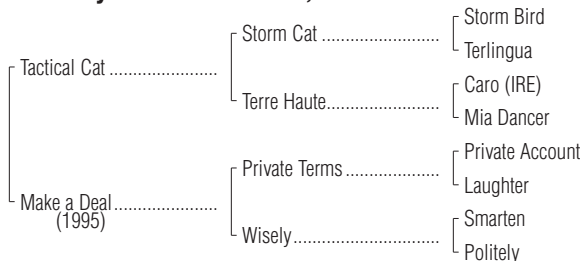 Storm Bird
Storm Cat ........................
Terlingua
Tactical Cat ......................
Caro (IRE)
Terre Haute.......................
Mia Dancer
Private Account
Private Terms ...................
Laughter
Make a Deal.....................
(1995)
Smarten
Wisely..............................
Politely